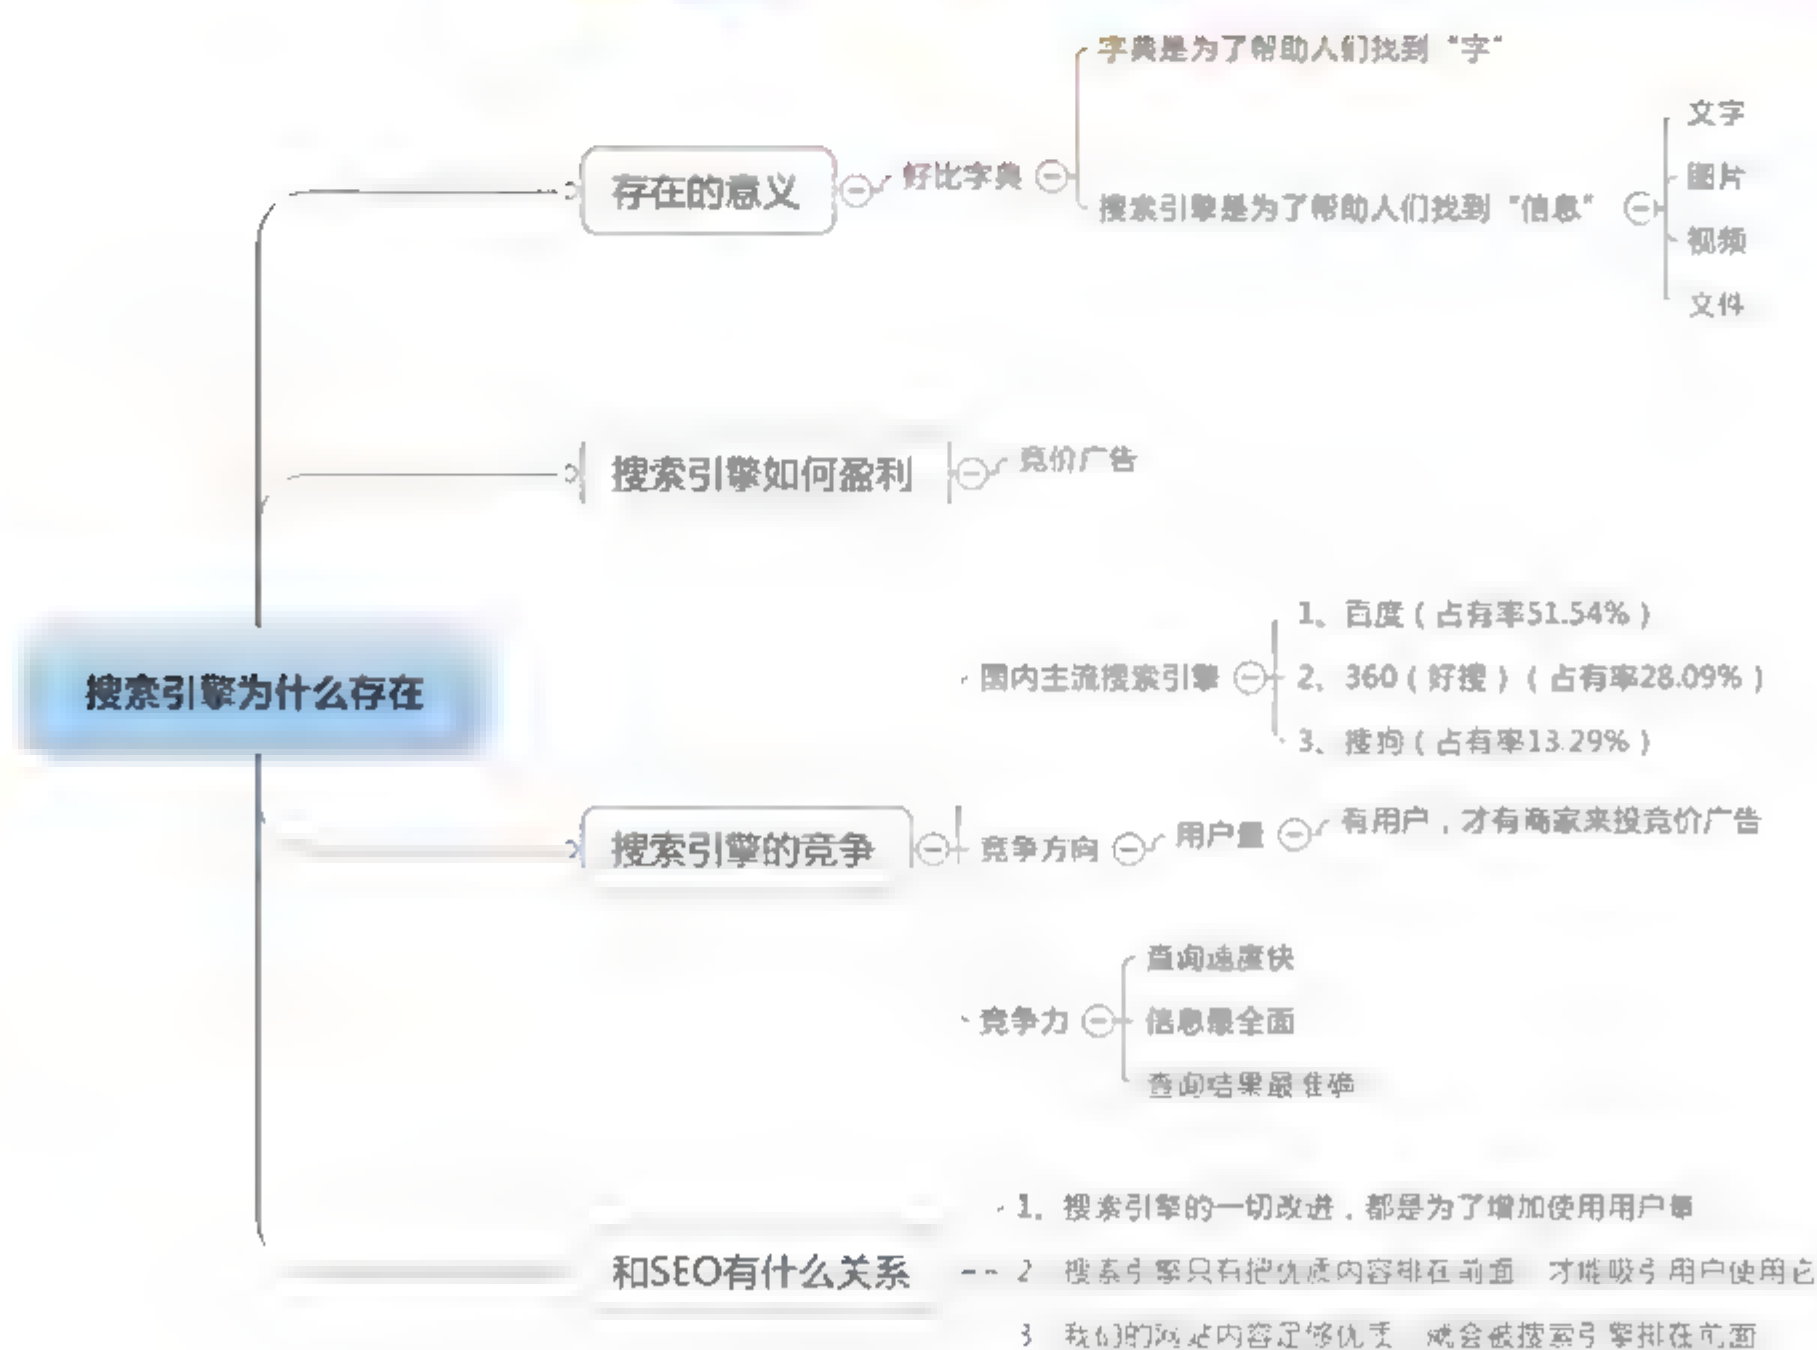 字典是为了帮助人们找到“字”
文字
存在的意义
好比字典
图片
搜索引擎是为了帮助人们找到“信息”
视频
文件
搜索引擎如何盈利
竞价广告
1、百度（占有率51.54%）
搜索引擎为什么存在
国内主流搜索引擎
2、360（好搜）（占有率28.09%）
3、搜狗（占有率13.29%）
搜索引擎的竞争
竞争方向
用户量
有用户，才有商家来投竞价广告
查询速度快
竞争力
信息最全面
查询结果最准确
1、搜索引擎的一切改进，都是为了增加使用用户量
和SEO有什么关系
2 搜索引擎只有把优质内容排在前面 才能吸引用户使用它
3 我们的网站内容足够优质 就会被搜索引擎排在前面